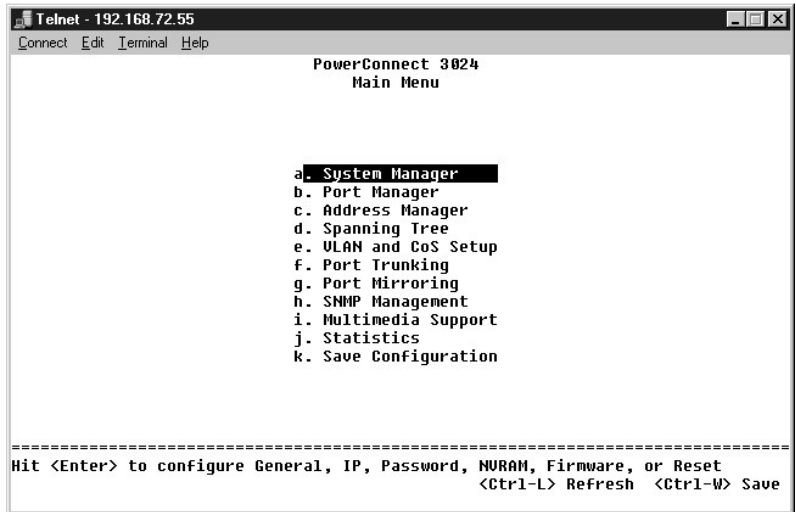 Telnet - 192.168.72.55
Connect Edit Terminal Help
PowerConnect 3024
Main Menu
a. System Manager
b. Port Manager
c. Address Manager
d. Spanning Tree
e. VLAN and CoS Setup
f. Port Trunking
g. Port Mirroring
h. SNMP Management
i. Multimedia Support
j. Statistics
k. Save Configuration
================================================================================
Hit <Enter> to configure General, IP, Password, NVRAM, Firmware, or Reset
<Ctrl-L> Refresh <Ctrl-W> Save